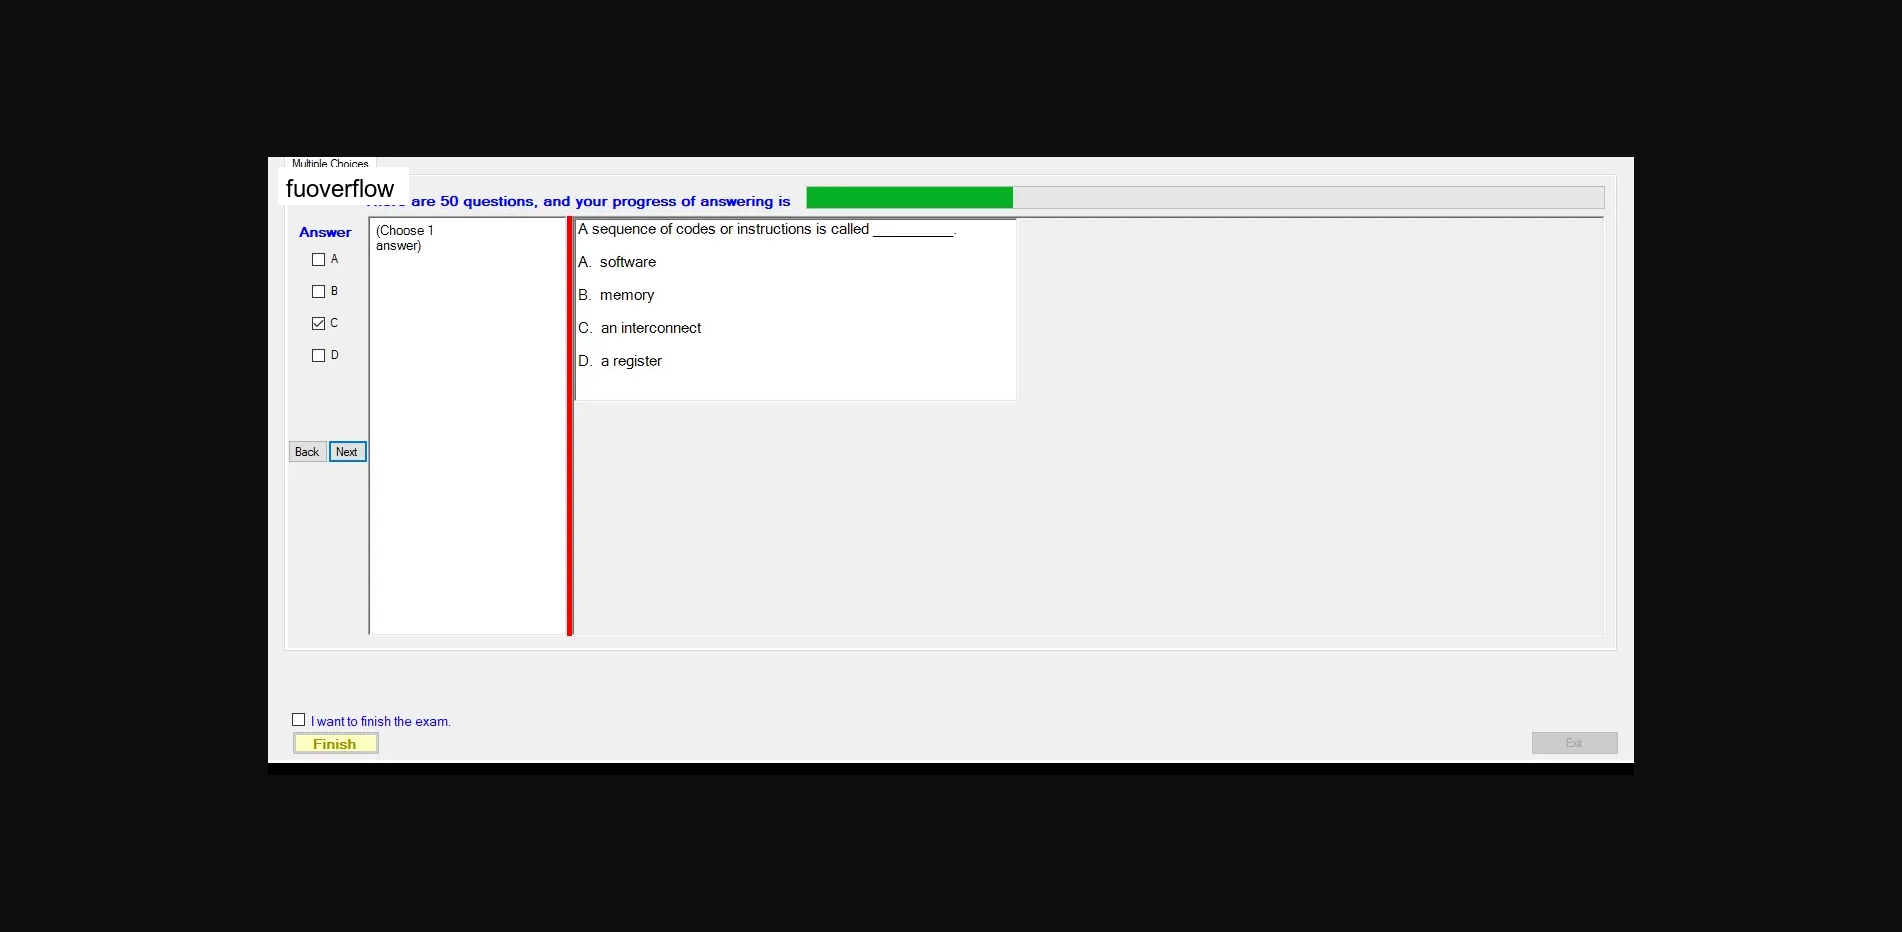 Multiple Choices
fuoverflow
are 50 questions, and your progress of answering is
Answer
A
B
C
D
Back Next
(Choose 1
answer)
A sequence of codes or instructions is called __________.
A. software
B. memory
C. an interconnect
D. a register
I want to finish the exam.
Finish
Exit